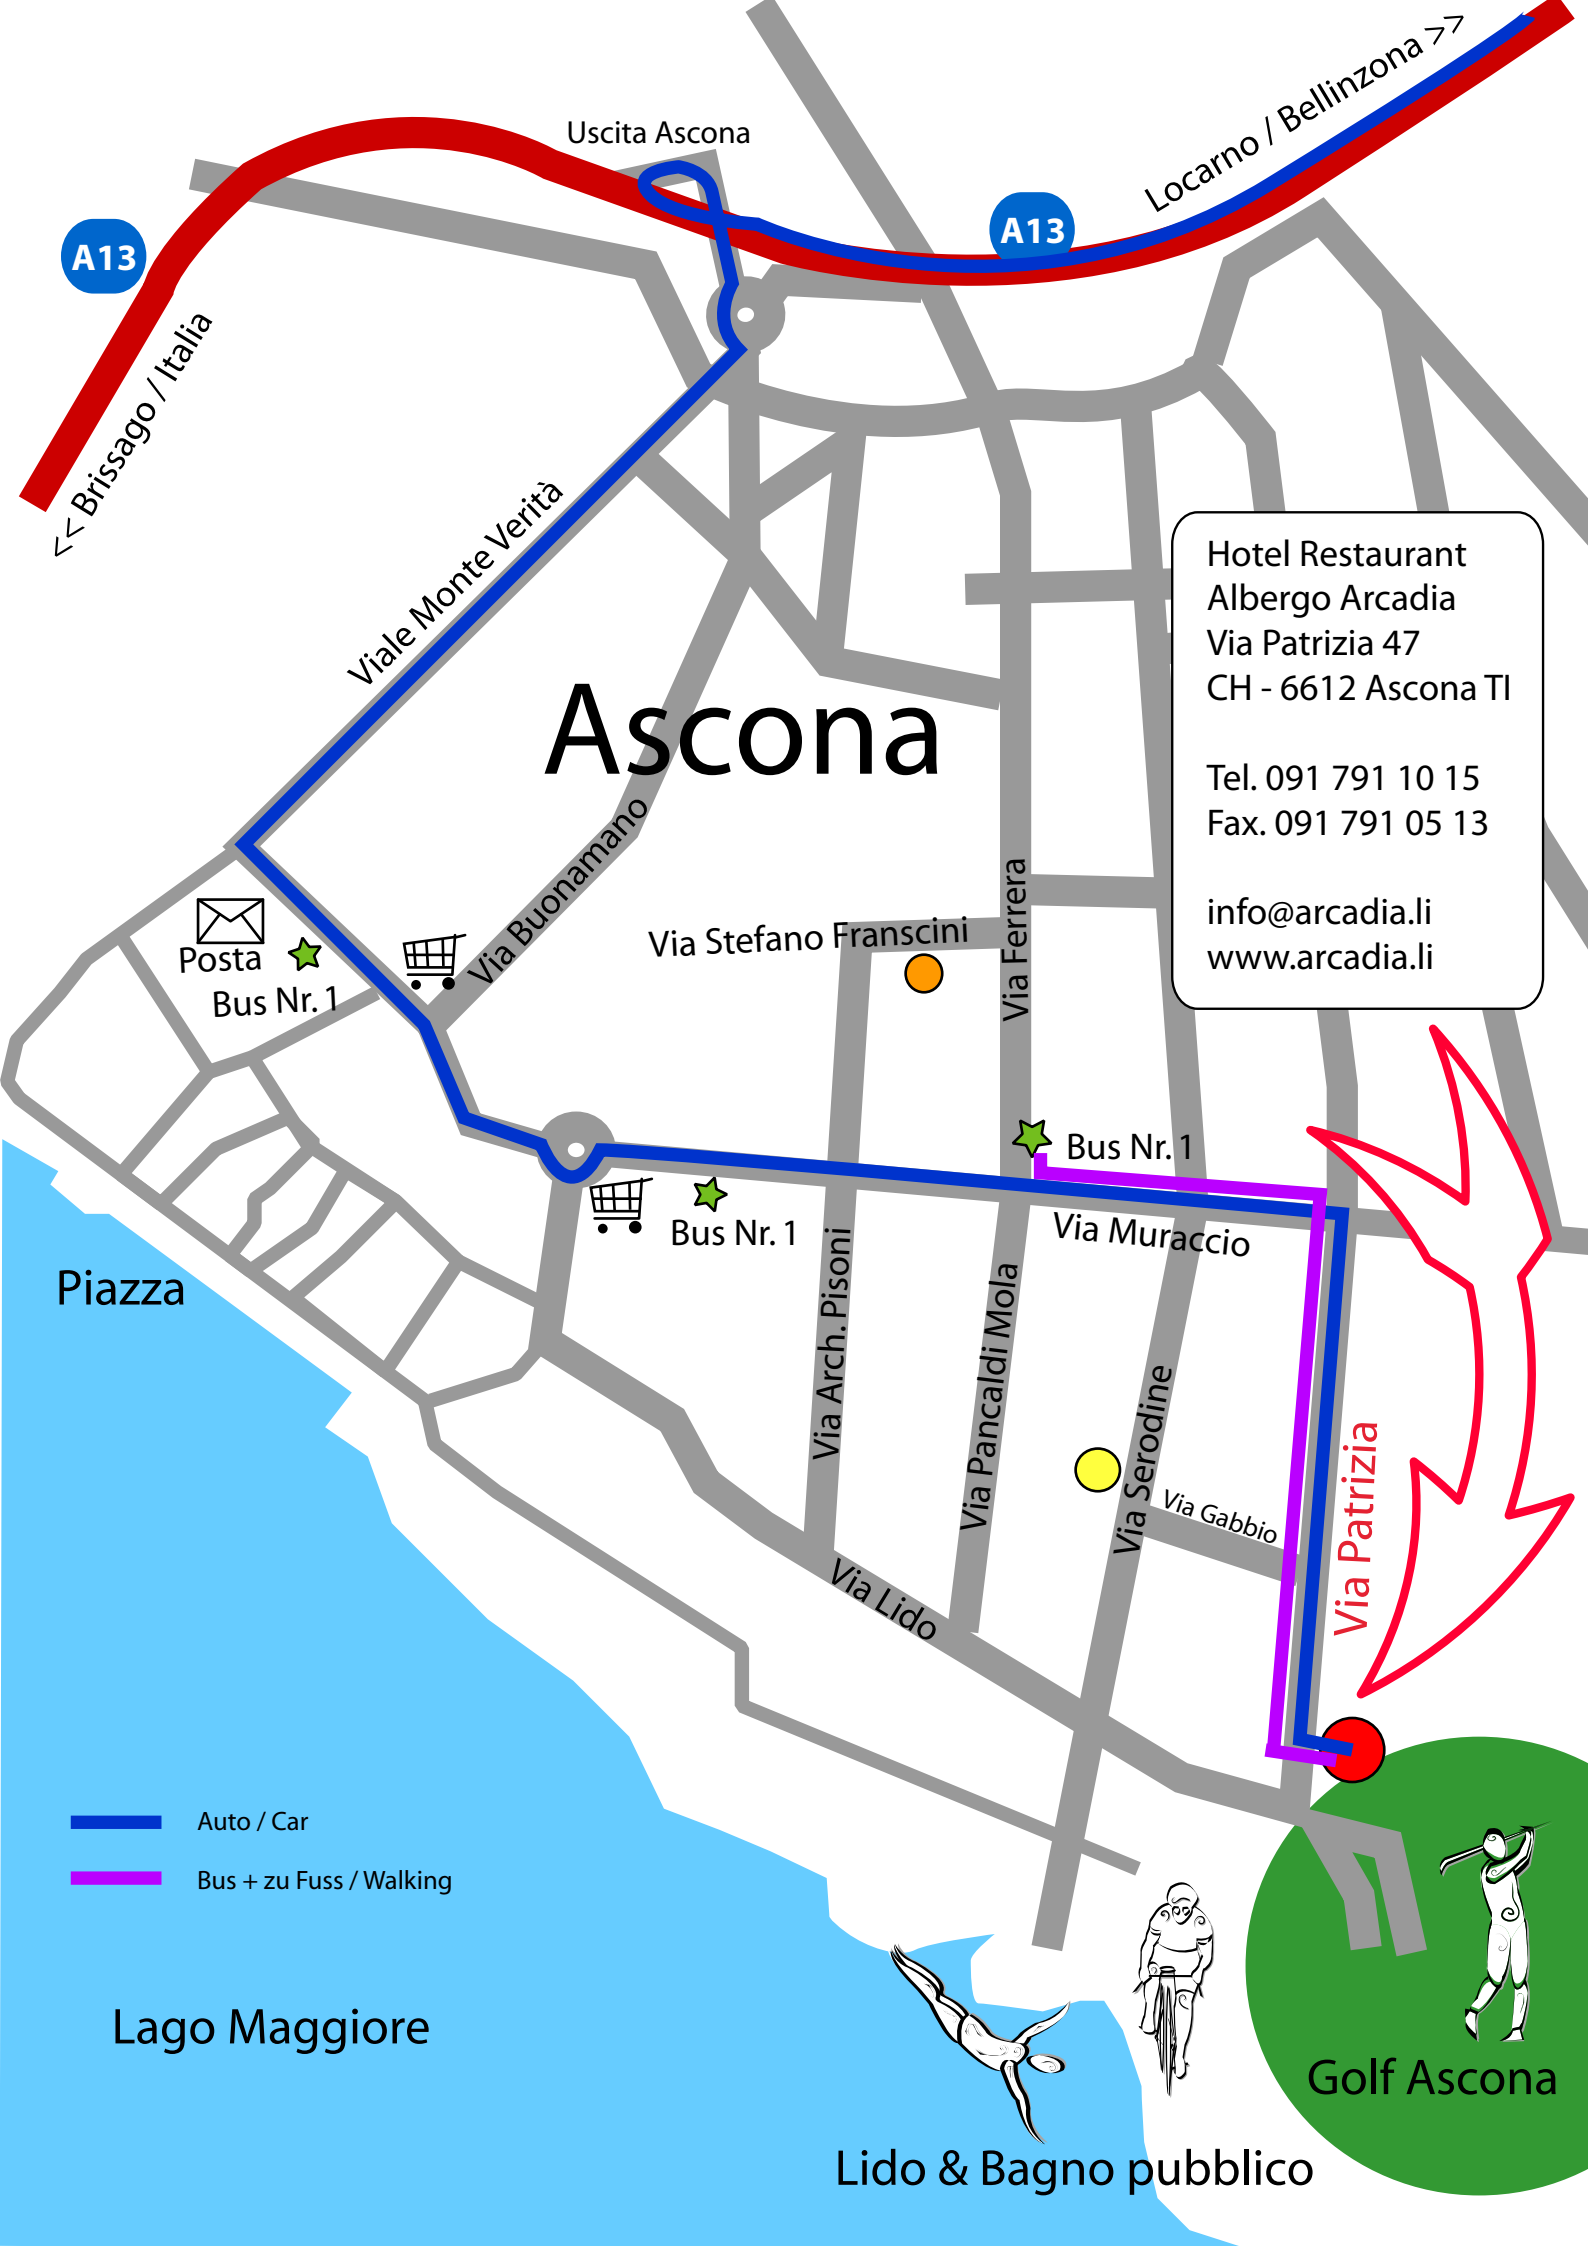 Locarno / Bellinzona >>
Uscita Ascona
A13
A13
<< Brissago / Italia
Viale Monte Verità
Hotel Restaurant
Albergo Arcadia
Via Patrizia 47
CH - 6612 Ascona TI
Tel. 091 791 10 15
Fax. 091 791 05 13
info@arcadia.li
www.arcadia.li
Ascona
Via Buonamano
Via Stefano Franscini
Via Ferrera
Posta
Bus Nr. 1
Bus Nr. 1
Bus Nr. 1
Via Muraccio
Piazza
Via Arch. Pisoni
Via Pancaldi Mola
Via Serodine
Via Gabbio
Via Patrizia
Via Lido
Auto / Car
Bus + zu Fuss / Walking
Lago Maggiore
Golf Ascona
Lido & Bagno pubblico